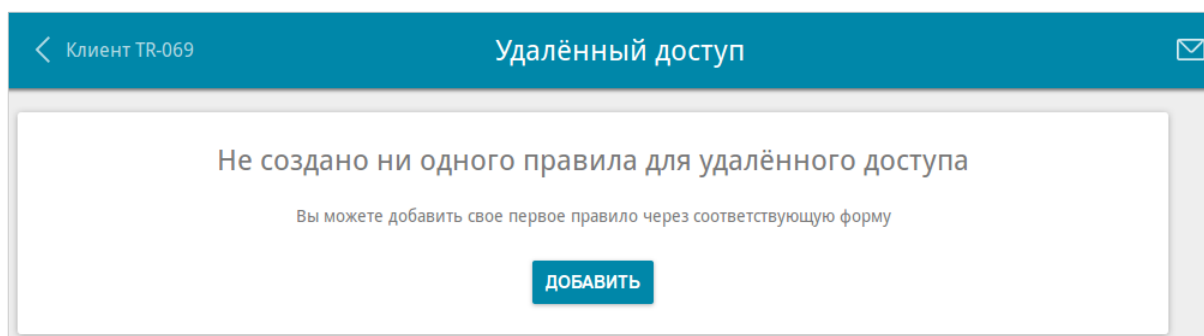 Клиент TR-069
Удалённый доступ
Не создано ни одного правила для удалённого доступа
Вы можете добавить свое первое правило через соответствующую форму
ДОБАВИТЬ